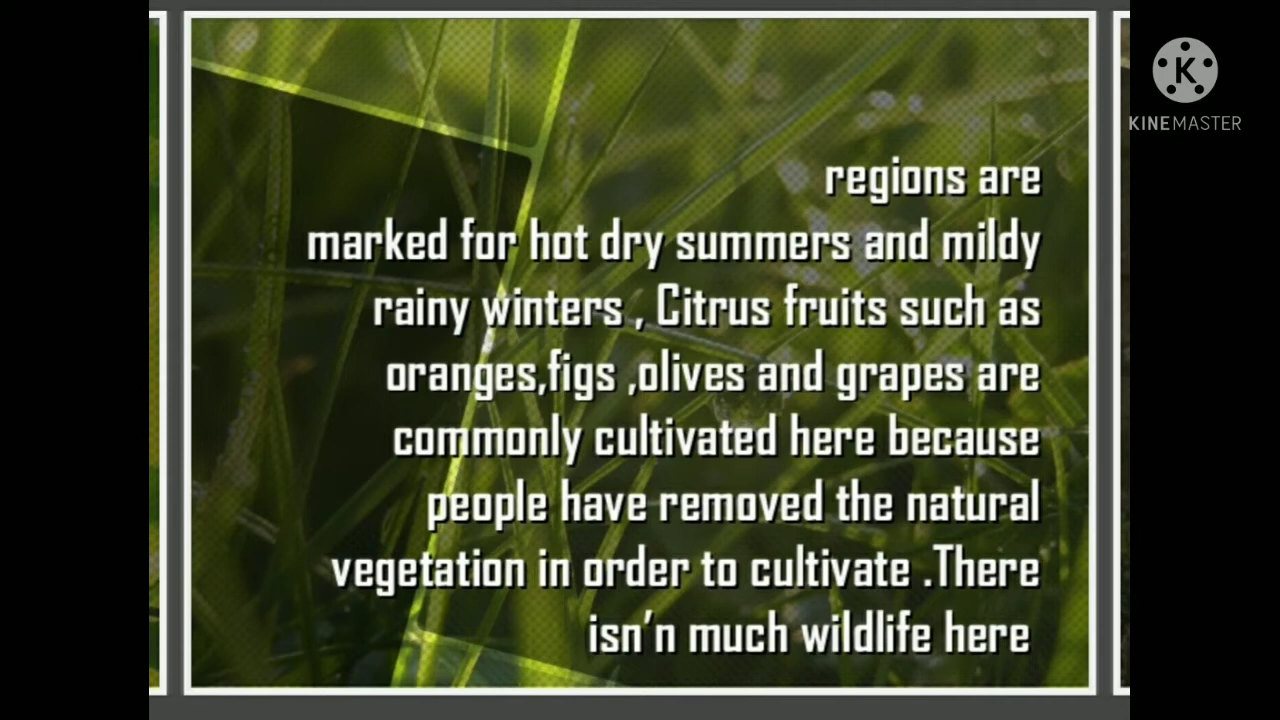 regions are
marked for hot dry summers and mildy
rainy winters , Citrus fruits such as
oranges,figs ,olives and grapes are
commonly cultivated here because
people have removed the natural
vegetation in order to cultivate .There
isn'n much wildlife here
K
KINEMASTER